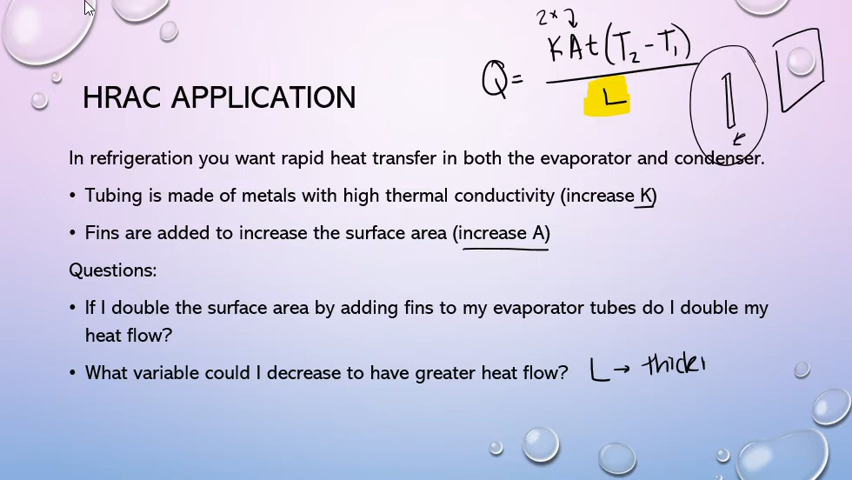 2x
Q = KAt(T₂-T₁)
L
HRAC APPLICATION
In refrigeration you want rapid heat transfer in both the evaporator and condenser.
• Tubing is made of metals with high thermal conductivity (increase K)
• Fins are added to increase the surface area (increase A)
Questions:
• If I double the surface area by adding fins to my evaporator tubes do I double my
heat flow?
• What variable could I decrease to have greater heat flow? L → thicker